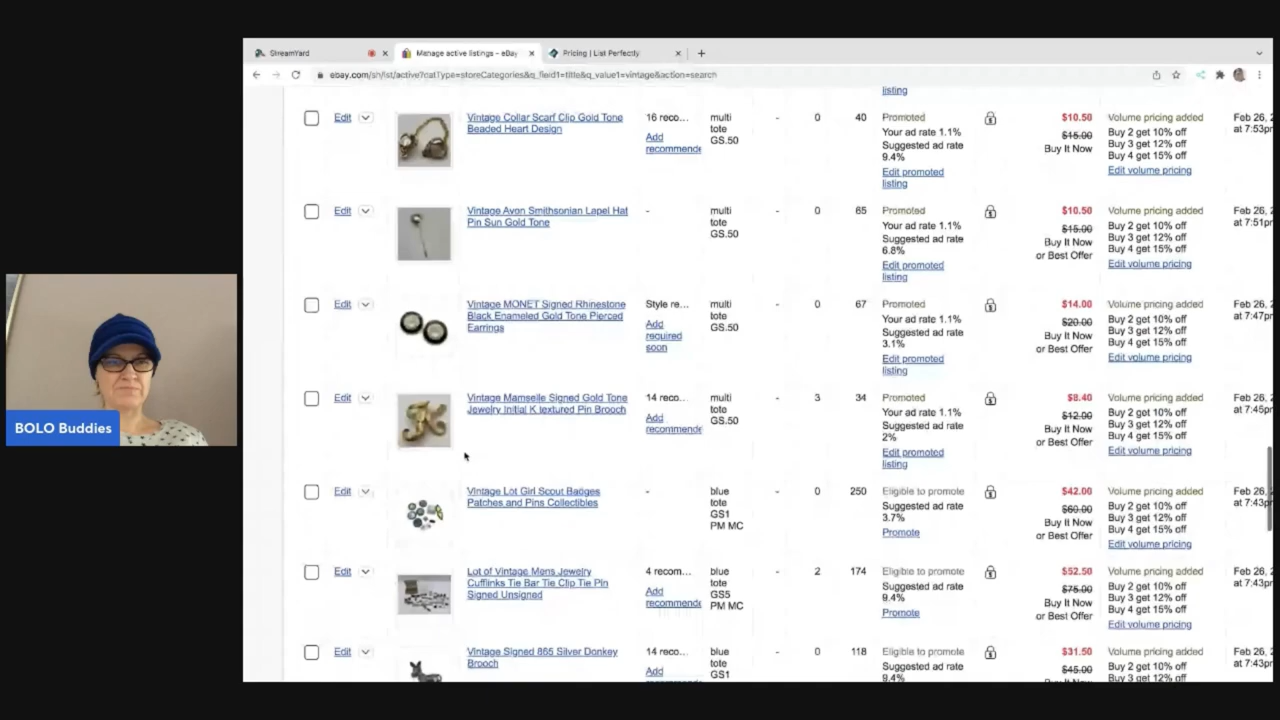 StreamYard
Manage active listings - eBay
Pricing | List Perfectly
ebay.com/sh/lst/active?catType=storeCategories&q_field1=title&q_value1=vintage&action=search
listing
Edit
Vintage Collar Scarf Clip Gold Tone
Beaded Heart Design
16 reco...
Add
recommende
multi
tote
GS.50
-
0
40
Promoted
Your ad rate 1.1%
Suggested ad rate
9.4%
Edit promoted
listing
$10.50
$15.00
Buy It Now
Volume pricing added
Buy 2 get 10% off
Buy 3 get 12% off
Buy 4 get 15% off
Edit volume pricing
Feb 26, 2
at 7:53p
Edit
Vintage Avon Smithsonian Lapel Hat
Pin Sun Gold Tone
-
multi
tote
GS.50
-
0
65
Promoted
Your ad rate 1.1%
Suggested ad rate
6.8%
Edit promoted
listing
$10.50
$15.00
Buy It Now
or Best Offer
Volume pricing added
Buy 2 get 10% off
Buy 3 get 12% off
Buy 4 get 15% off
Edit volume pricing
Feb 26, 2
at 7:51p
Edit
Vintage MONET Signed Rhinestone
Black Enameled Gold Tone Pierced
Earrings
Style re...
Add
required
soon
multi
tote
GS.50
-
0
67
Promoted
Your ad rate 1.1%
Suggested ad rate
3.1%
Edit promoted
listing
$14.00
$20.00
Buy It Now
or Best Offer
Volume pricing added
Buy 2 get 10% off
Buy 3 get 12% off
Buy 4 get 15% off
Edit volume pricing
Feb 26, 2
at 7:47p
Edit
Vintage Mamselle Signed Gold Tone
Jewelry Initial K textured Pin Brooch
14 reco...
Add
recommende
multi
tote
GS.50
-
3
34
Promoted
Your ad rate 1.1%
Suggested ad rate
2%
Edit promoted
listing
$8.40
$12.00
Buy It Now
or Best Offer
Volume pricing added
Buy 2 get 10% off
Buy 3 get 12% off
Buy 4 get 15% off
Edit volume pricing
Feb 26, 2
at 7:45p
BOLO Buddies
Edit
Vintage Lot Girl Scout Badges
Patches and Pins Collectibles
-
blue
tote
GS1
PM MC
-
0
250
Eligible to promote
Suggested ad rate
3.7%
Promote
$42.00
$60.00
Buy It Now
or Best Offer
Volume pricing added
Buy 2 get 10% off
Buy 3 get 12% off
Buy 4 get 15% off
Edit volume pricing
Feb 26, 2
at 7:43p
Edit
Lot of Vintage Mens Jewelry
Cufflinks Tie Bar Tie Clip Tie Pin
Signed Unsigned
4 recom...
Add
recommende
blue
tote
GS5
PM MC
-
2
174
Eligible to promote
Suggested ad rate
9.4%
Promote
$52.50
$75.00
Buy It Now
or Best Offer
Volume pricing added
Buy 2 get 10% off
Buy 3 get 12% off
Buy 4 get 15% off
Edit volume pricing
Feb 26, 2
at 7:43p
Edit
Vintage Signed 865 Silver Donkey
Brooch
14 reco...
Add
blue
tote
GS1
-
0
118
Eligible to promote
Suggested ad rate
9.4%
$31.50
$45.00
Buy It Now
Volume pricing added
Buy 2 get 10% off
Buy 3 get 12% off
Buy 4 get 15% off
Feb 26, 2
at 7:43p